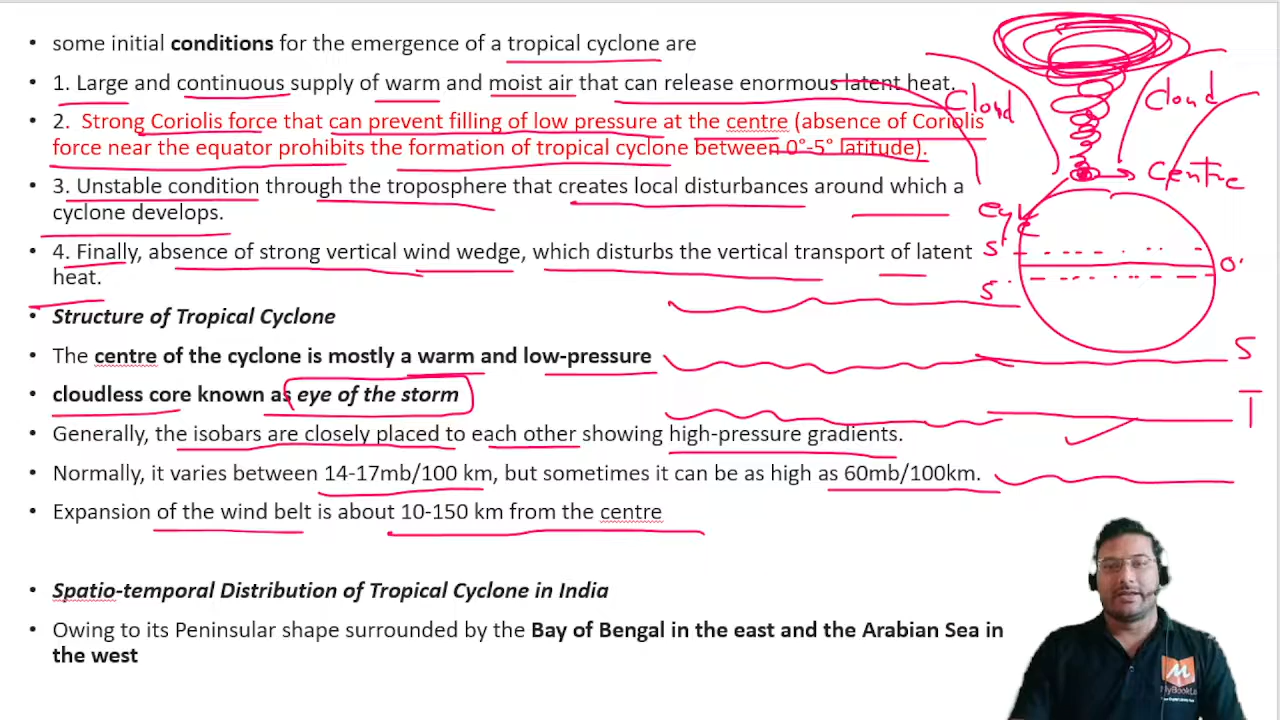 some initial conditions for the emergence of a tropical cyclone are
1. Large and continuous supply of warm and moist air that can release enormous latent heat.
2. Strong Coriolis force that can prevent filling of low pressure at the centre (absence of Coriolis
force near the equator prohibits the formation of tropical cyclone between 0°-5° latitude).
3. Unstable condition through the troposphere that creates local disturbances around which a
cyclone develops.
4. Finally, absence of strong vertical wind wedge, which disturbs the vertical transport of latent
heat.
Structure of Tropical Cyclone
The centre of the cyclone is mostly a warm and low-pressure
cloudless core known as eye of the storm
Generally, the isobars are closely placed to each other showing high-pressure gradients.
Normally, it varies between 14-17mb/100 km, but sometimes it can be as high as 60mb/100km.
Expansion of the wind belt is about 10-150 km from the centre
Spatio-temporal Distribution of Tropical Cyclone in India
Owing to its Peninsular shape surrounded by the Bay of Bengal in the east and the Arabian Sea in
the west
Cloud
Cloud
Centre
eye
5°
0°
5°
S
T